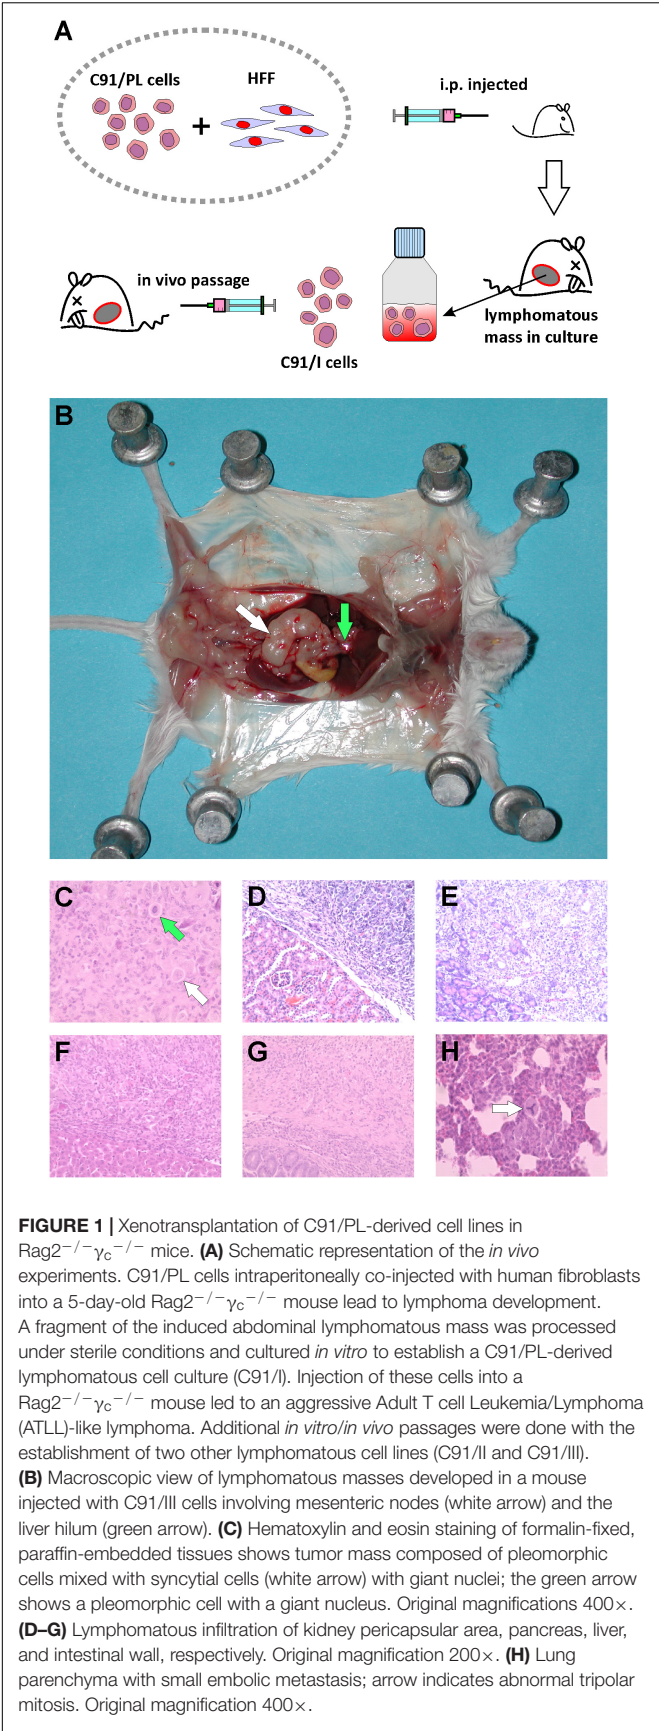 A
C91/PL cells
HFF
+
i.p. injected
in vivo passage
C91/I cells
lymphomatous
mass in culture
B
C
D
E
F
G
H
FIGURE 1 | Xenotransplantation of C91/PL-derived cell lines in
Rag2−/−γc−/− mice. (A) Schematic representation of the in vivo
experiments. C91/PL cells intraperitoneally co-injected with human fibroblasts
into a 5-day-old Rag2−/−γc−/− mouse lead to lymphoma development.
A fragment of the induced abdominal lymphomatous mass was processed
under sterile conditions and cultured in vitro to establish a C91/PL-derived
lymphomatous cell culture (C91/I). Injection of these cells into a
Rag2−/−γc−/− mouse led to an aggressive Adult T cell Leukemia/Lymphoma
(ATLL)-like lymphoma. Additional in vitro/in vivo passages were done with the
establishment of two other lymphomatous cell lines (C91/II and C91/III).
(B) Macroscopic view of lymphomatous masses developed in a mouse
injected with C91/III cells involving mesenteric nodes (white arrow) and the
liver hilum (green arrow). (C) Hematoxylin and eosin staining of formalin-fixed,
paraffin-embedded tissues shows tumor mass composed of pleomorphic
cells mixed with syncytial cells (white arrow) with giant nuclei; the green arrow
shows a pleomorphic cell with a giant nucleus. Original magnifications 400×.
(D–G) Lymphomatous infiltration of kidney pericapsular area, pancreas, liver,
and intestinal wall, respectively. Original magnification 200×. (H) Lung
parenchyma with small embolic metastasis; arrow indicates abnormal tripolar
mitosis. Original magnification 400×.